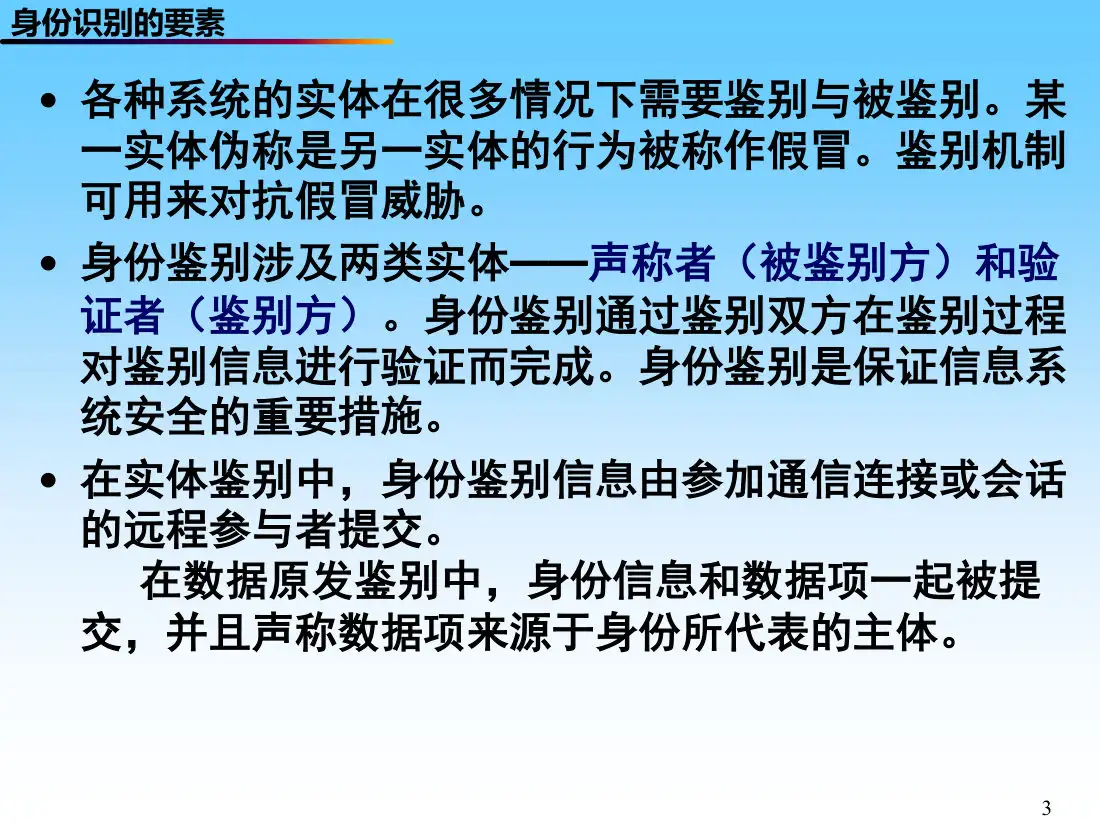 身份识别的要素
• 各种系统的实体在很多情况下需要鉴别与被鉴别。某
一实体伪称是另一实体的行为被称作假冒。鉴别机制
可用来对抗假冒威胁。
• 身份鉴别涉及两类实体——声称者（被鉴别方）和验
证者（鉴别方）。身份鉴别通过鉴别双方在鉴别过程
对鉴别信息进行验证而完成。身份鉴别是保证信息系
统安全的重要措施。
• 在实体鉴别中，身份鉴别信息由参加通信连接或会话
的远程参与者提交。
在数据原发鉴别中，身份信息和数据项一起被提
交，并且声称数据项来源于身份所代表的主体。
3